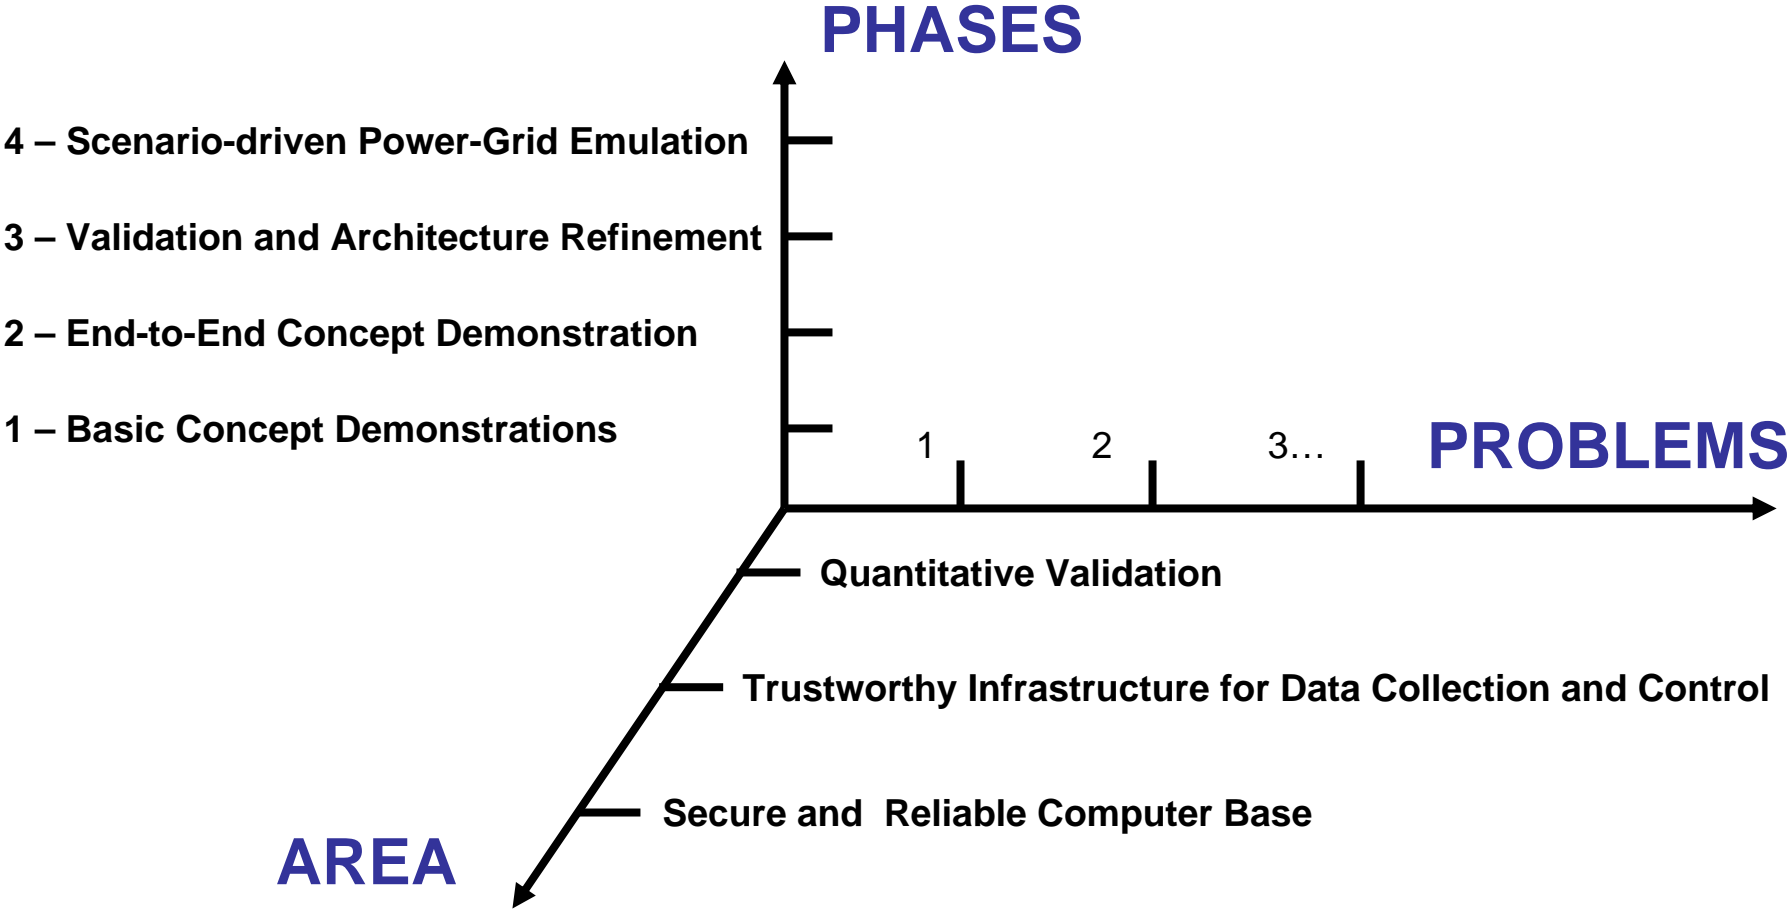 PHASES
4 – Scenario-driven Power-Grid Emulation
3 – Validation and Architecture Refinement
2 – End-to-End Concept Demonstration
1 – Basic Concept Demonstrations
1 2 3... PROBLEMS
Quantitative Validation
Trustworthy Infrastructure for Data Collection and Control
Secure and  Reliable Computer Base
AREA